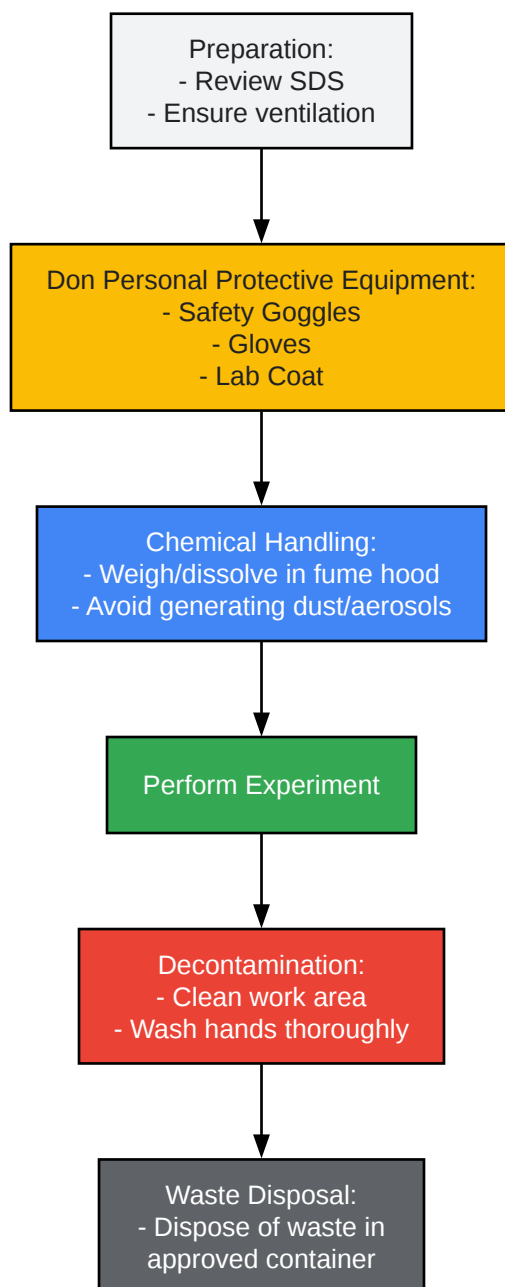 Preparation:
- Review SDS
- Ensure ventilation
Don Personal Protective Equipment:
- Safety Goggles
- Gloves
- Lab Coat
Chemical Handling:
- Weigh/dissolve in fume hood
- Avoid generating dust/aerosols
Perform Experiment
Decontamination:
- Clean work area
- Wash hands thoroughly
Waste Disposal:
- Dispose of waste in
approved container